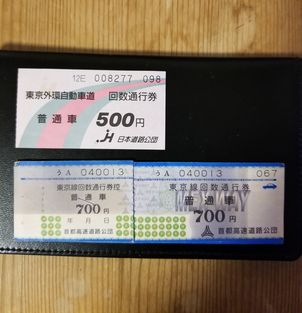 12E 008277 098
東京外環自動車道 回数通行券
普通車 500円
JH 日本道路公団
うA 040013
東京線回数通行券控
普通車
700円
年 月 日
首都高速道路公団
うA 040013 067
東京線回数通行券
普通車
700円
首都高速道路公団